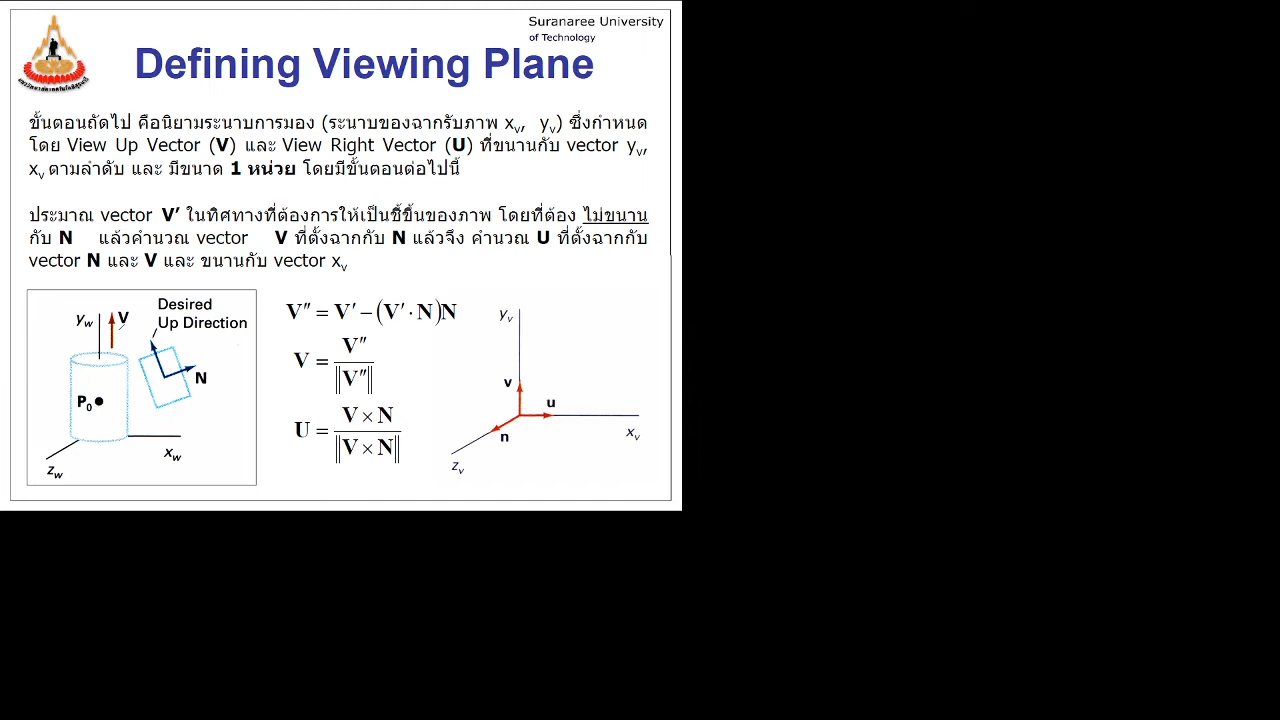 Suranaree University
of Technology
Defining Viewing Plane
ขั้นตอนถัดไป คือนิยามระนาบการมอง (ระนาบของฉากรับภาพ xv, yv) ซึ่งกำหนด
โดย View Up Vector (V) และ View Right Vector (U) ที่ขนานกับ vector yv,
xv ตามลำดับ และ มีขนาด 1 หน่วย โดยมีขั้นตอนต่อไปนี้
ประมาณ vector V’ ในทิศทางที่ต้องการให้เป็นชี้ขึ้นของภาพ โดยที่ต้อง ไม่ขนาน
กับ N แล้วคำนวณ vector V ที่ตั้งฉากกับ N แล้วจึง คำนวณ U ที่ตั้งฉากกับ
vector N และ V และ ขนานกับ vector xv
Desired
Up Direction
yw
V
N
P0
xw
zw
V″ = V′ − (V′ · N)N
V = V″ / ‖V″‖
U = V × N / ‖V × N‖
yv
v
u
n
xv
zv